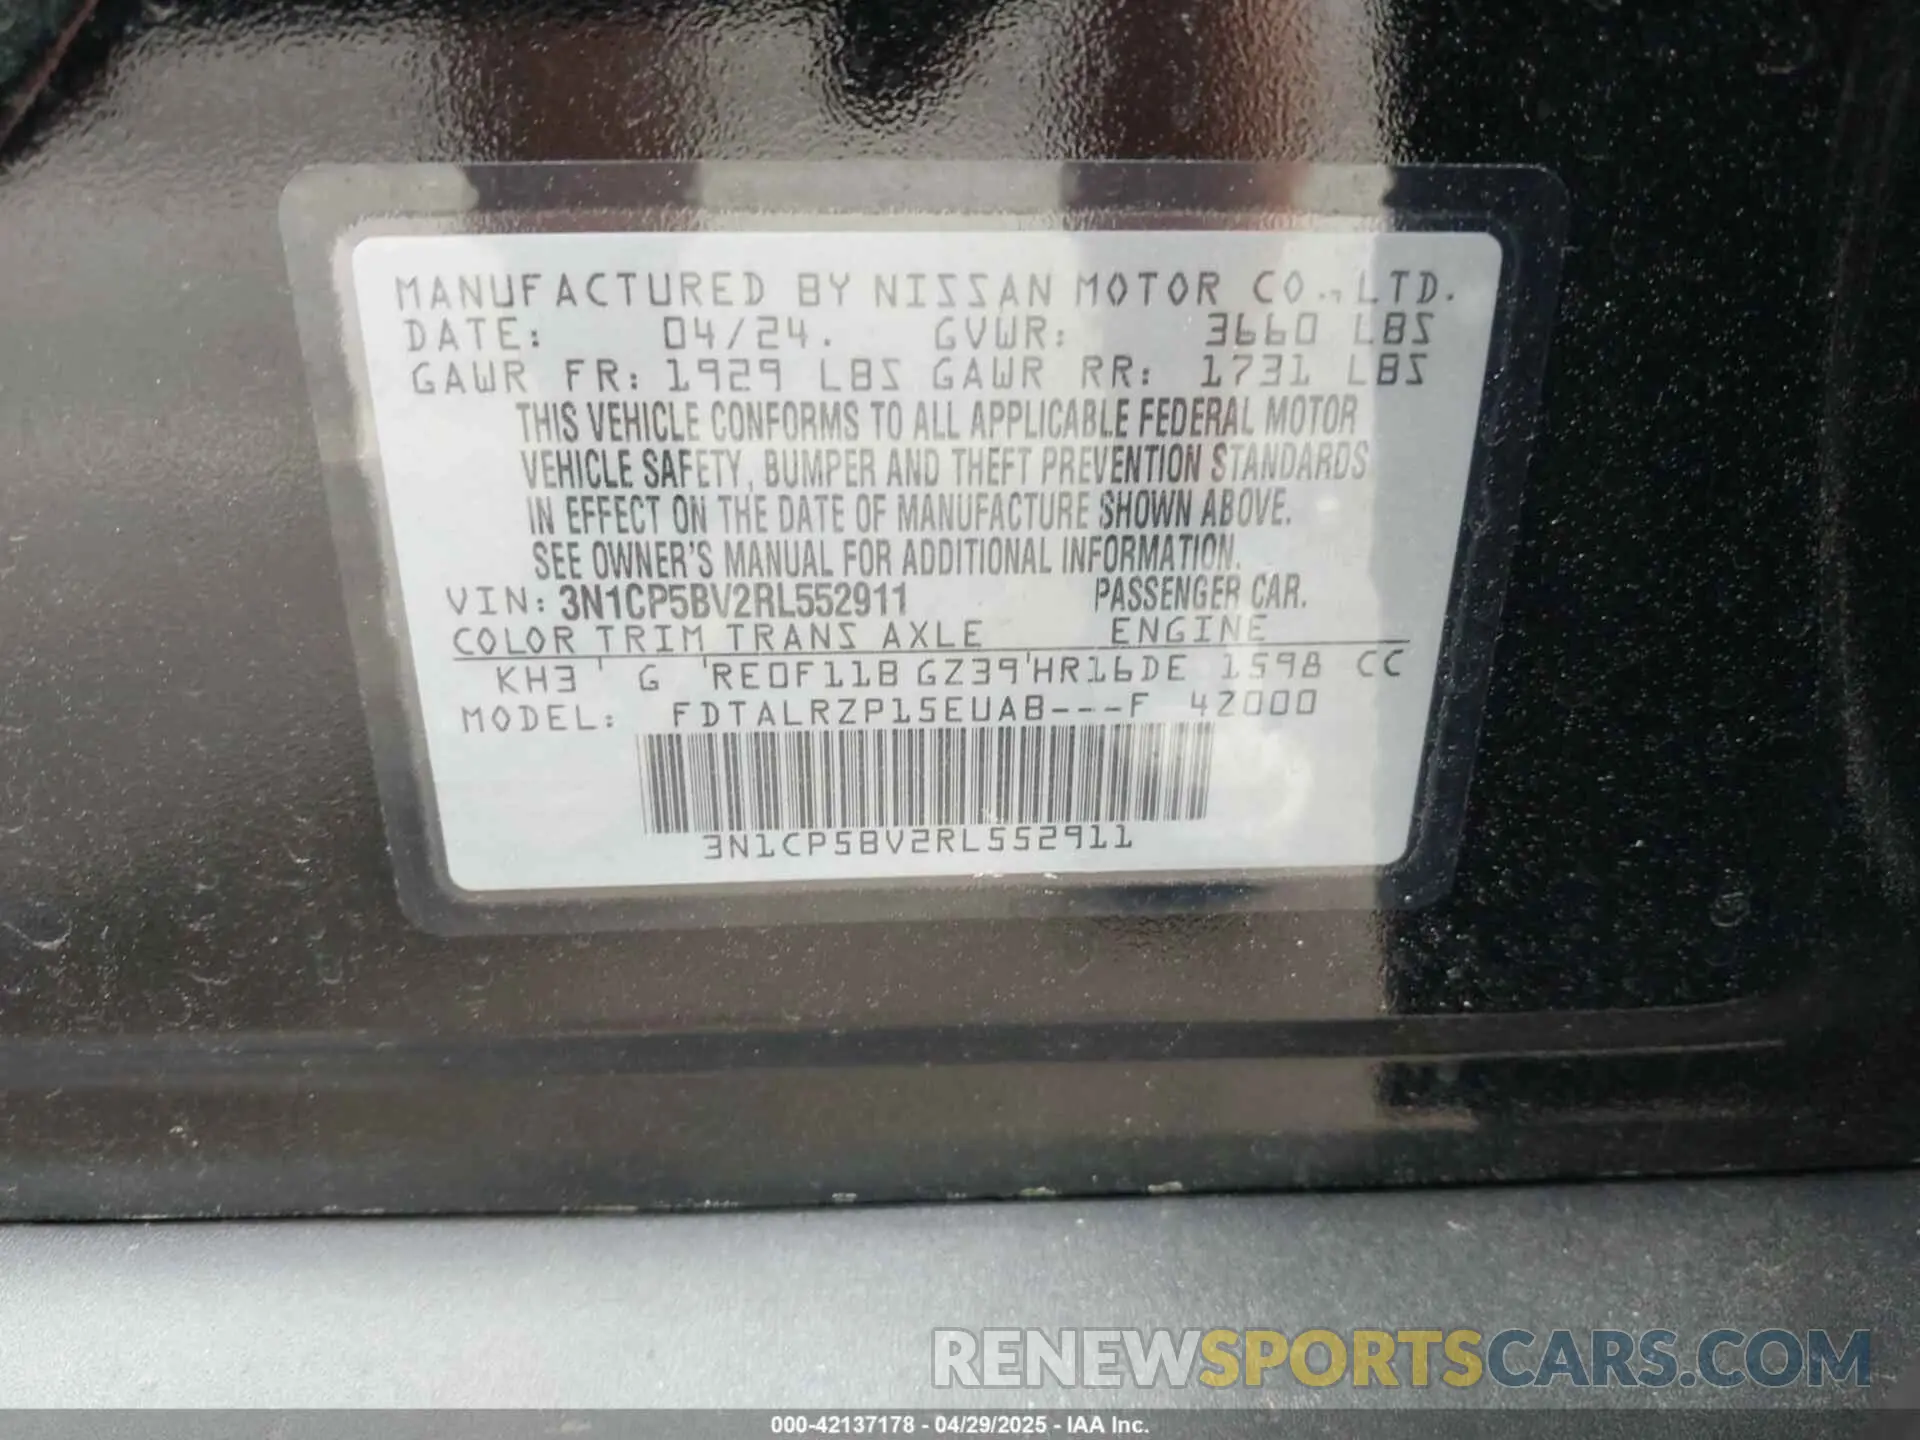 MANUFACTURED BY NISSAN MOTOR CO., LTD.
DATE: 04/24. GVWR: 3660 LBS
GAWR FR: 1929 LBS GAWR RR: 1731 LBS
THIS VEHICLE CONFORMS TO ALL APPLICABLE FEDERAL MOTOR
VEHICLE SAFETY, BUMPER AND THEFT PREVENTION STANDARDS
IN EFFECT ON THE DATE OF MANUFACTURE SHOWN ABOVE.
SEE OWNER'S MANUAL FOR ADDITIONAL INFORMATION.
VIN: 3N1CP5BV2RL552911 PASSENGER CAR.
COLOR TRIM TRANS AXLE ENGINE
KH3 ' G 'RE0F11B GZ39'HR16DE 1598 CC
MODEL: FDTALRZP15EUAB---F 42000
3N1CP5BV2RL552911
RENEWSPORTSCARS.COM
000-42137178 - 04/29/2025 - IAA Inc.